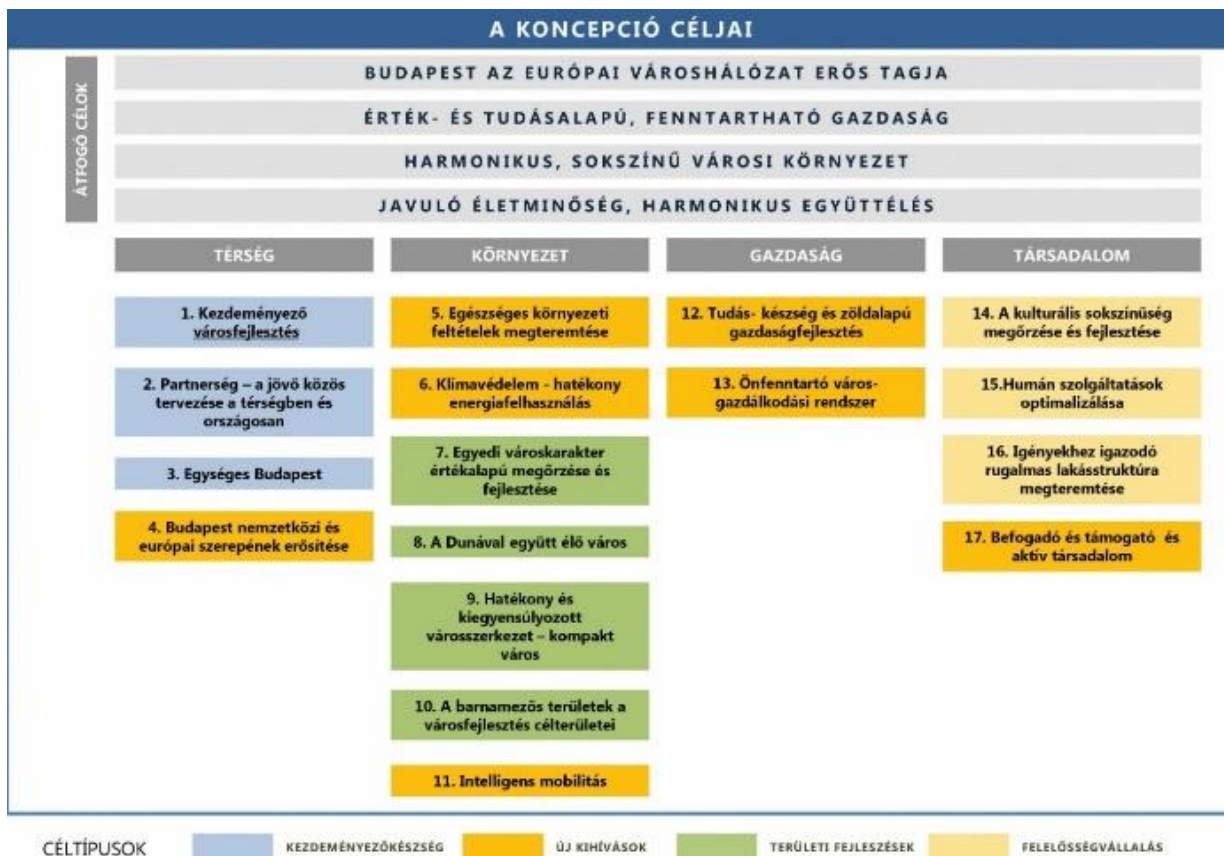 A KONCEPCIÓ CÉLJAI
ÁTFOGÓ CÉLOK
BUDAPEST AZ EURÓPAI VÁROSHÁLÓZAT ERŐS TAGJA
ÉRTÉK- ÉS TUDÁSALAPÚ, FENNTARTHATÓ GAZDASÁG
HARMONIKUS, SOKSZÍNŰ VÁROSI KÖRNYEZET
JAVULÓ ÉLETMINŐSÉG, HARMONIKUS EGYÜTTÉLÉS
TÉRSÉG
1. Kezdeményező
városfejlesztés
2. Partnerség – a jövő közös
tervezése a térségben és
országosan
3. Egységes Budapest
4. Budapest nemzetközi és
európai szerepének erősítése
KÖRNYEZET
5. Egészséges környezeti
feltételek megteremtése
6. Klímavédelem - hatékony
energiafelhasználás
7. Egyedi városkarakter
értékalapú megőrzése és
fejlesztése
8. A Dunával együtt élő város
9. Hatékony és
kiegyensúlyozott
városszerkezet – kompakt
város
10. A barnamezős területek a
városfejlesztés célterületei
11. Intelligens mobilitás
GAZDASÁG
12. Tudás- készség és zöldalapú
gazdaságfejlesztés
13. Önfenntartó város-
gazdálkodási rendszer
TÁRSADALOM
14. A kulturális sokszínűség
megőrzése és fejlesztése
15.Humán szolgáltatások
optimalizálása
16. Igényekhez igazodó
rugalmas lakásstruktúra
megteremtése
17. Befogadó és támogató és
aktív társadalom
CÉLTÍPUSOK
KEZDEMÉNYEZŐKÉSZSÉG
ÚJ KIHÍVÁSOK
TERÜLETI FEJLESZÉSEK
FELELŐSSÉGVÁLLALÁS